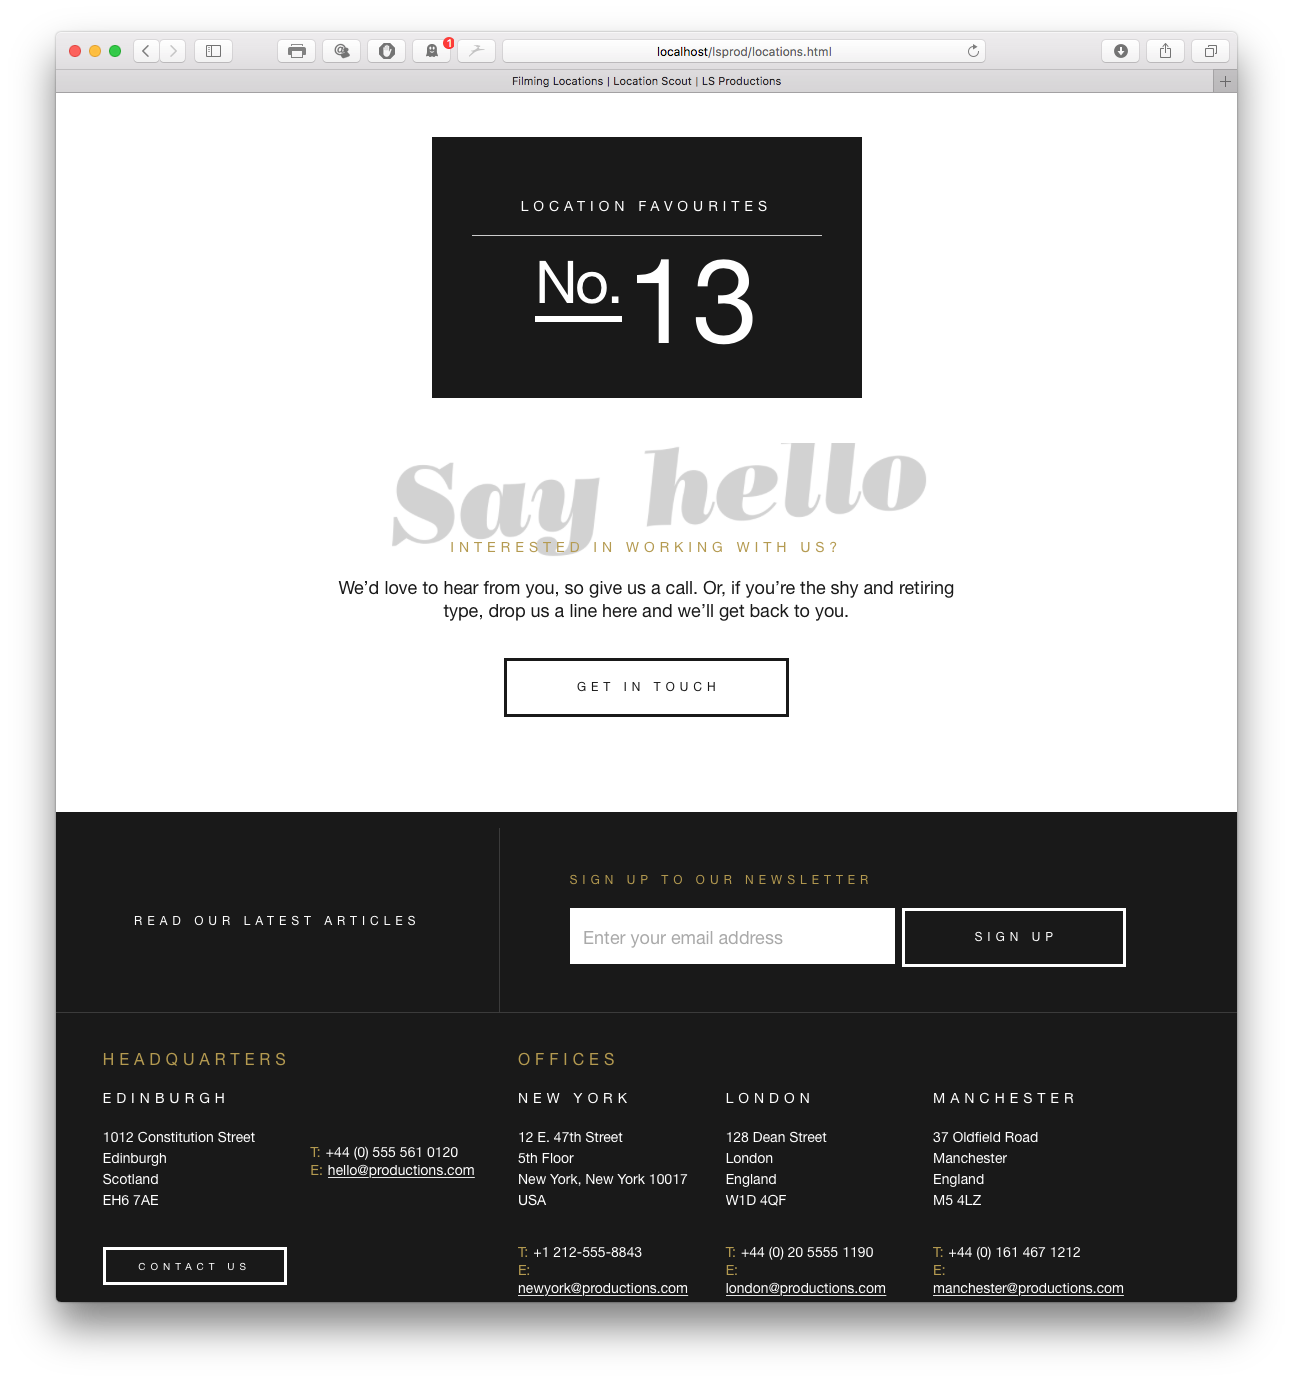 1
localhost/lsprod/locations.html
Filming Locations | Location Scout | LS Productions
LOCATION FAVOURITES
No. 13
Say hello
INTERESTED IN WORKING WITH US?
We’d love to hear from you, so give us a call. Or, if you’re the shy and retiring
type, drop us a line here and we’ll get back to you.
GET IN TOUCH
READ OUR LATEST ARTICLES
SIGN UP TO OUR NEWSLETTER
Enter your email address
SIGN UP
HEADQUARTERS
EDINBURGH
1012 Constitution Street
Edinburgh
Scotland
EH6 7AE
T: +44 (0) 555 561 0120
E: hello@productions.com
CONTACT US
OFFICES
NEW YORK
12 E. 47th Street
5th Floor
New York, New York 10017
USA
T: +1 212-555-8843
E:
newyork@productions.com
LONDON
128 Dean Street
London
England
W1D 4QF
T: +44 (0) 20 5555 1190
E:
london@productions.com
MANCHESTER
37 Oldfield Road
Manchester
England
M5 4LZ
T: +44 (0) 161 467 1212
E:
manchester@productions.com